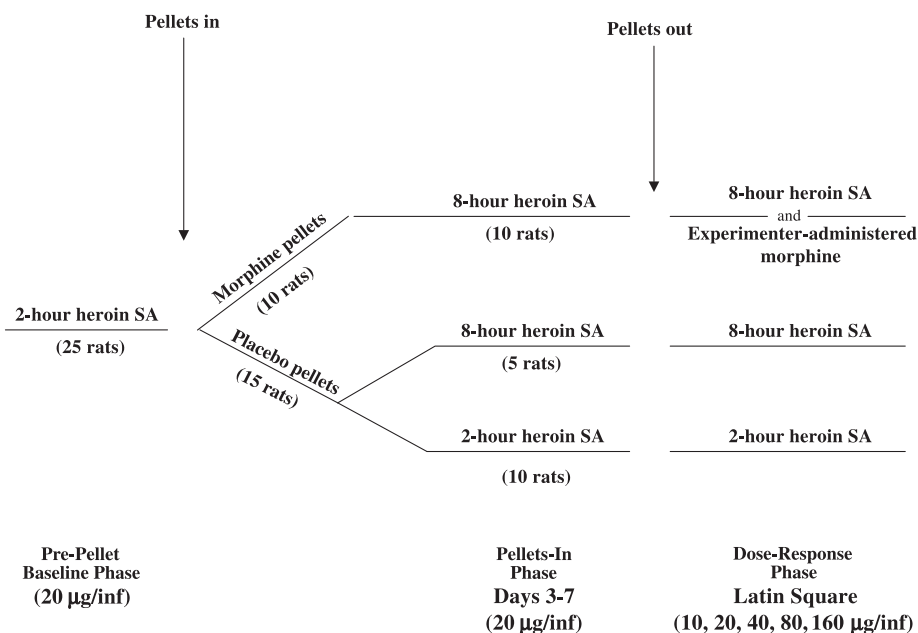 Pellets in
Pellets out
8-hour heroin SA
(10 rats)
8-hour heroin SA
and
Experimenter-administered
morphine
Morphine pellets
(10 rats)
2-hour heroin SA
(25 rats)
Placebo pellets
(15 rats)
8-hour heroin SA
(5 rats)
8-hour heroin SA
2-hour heroin SA
(10 rats)
2-hour heroin SA
Pre-Pellet
Baseline Phase
(20 µg/inf)
Pellets-In
Phase
Days 3-7
(20 µg/inf)
Dose-Response
Phase
Latin Square
(10, 20, 40, 80, 160 µg/inf)